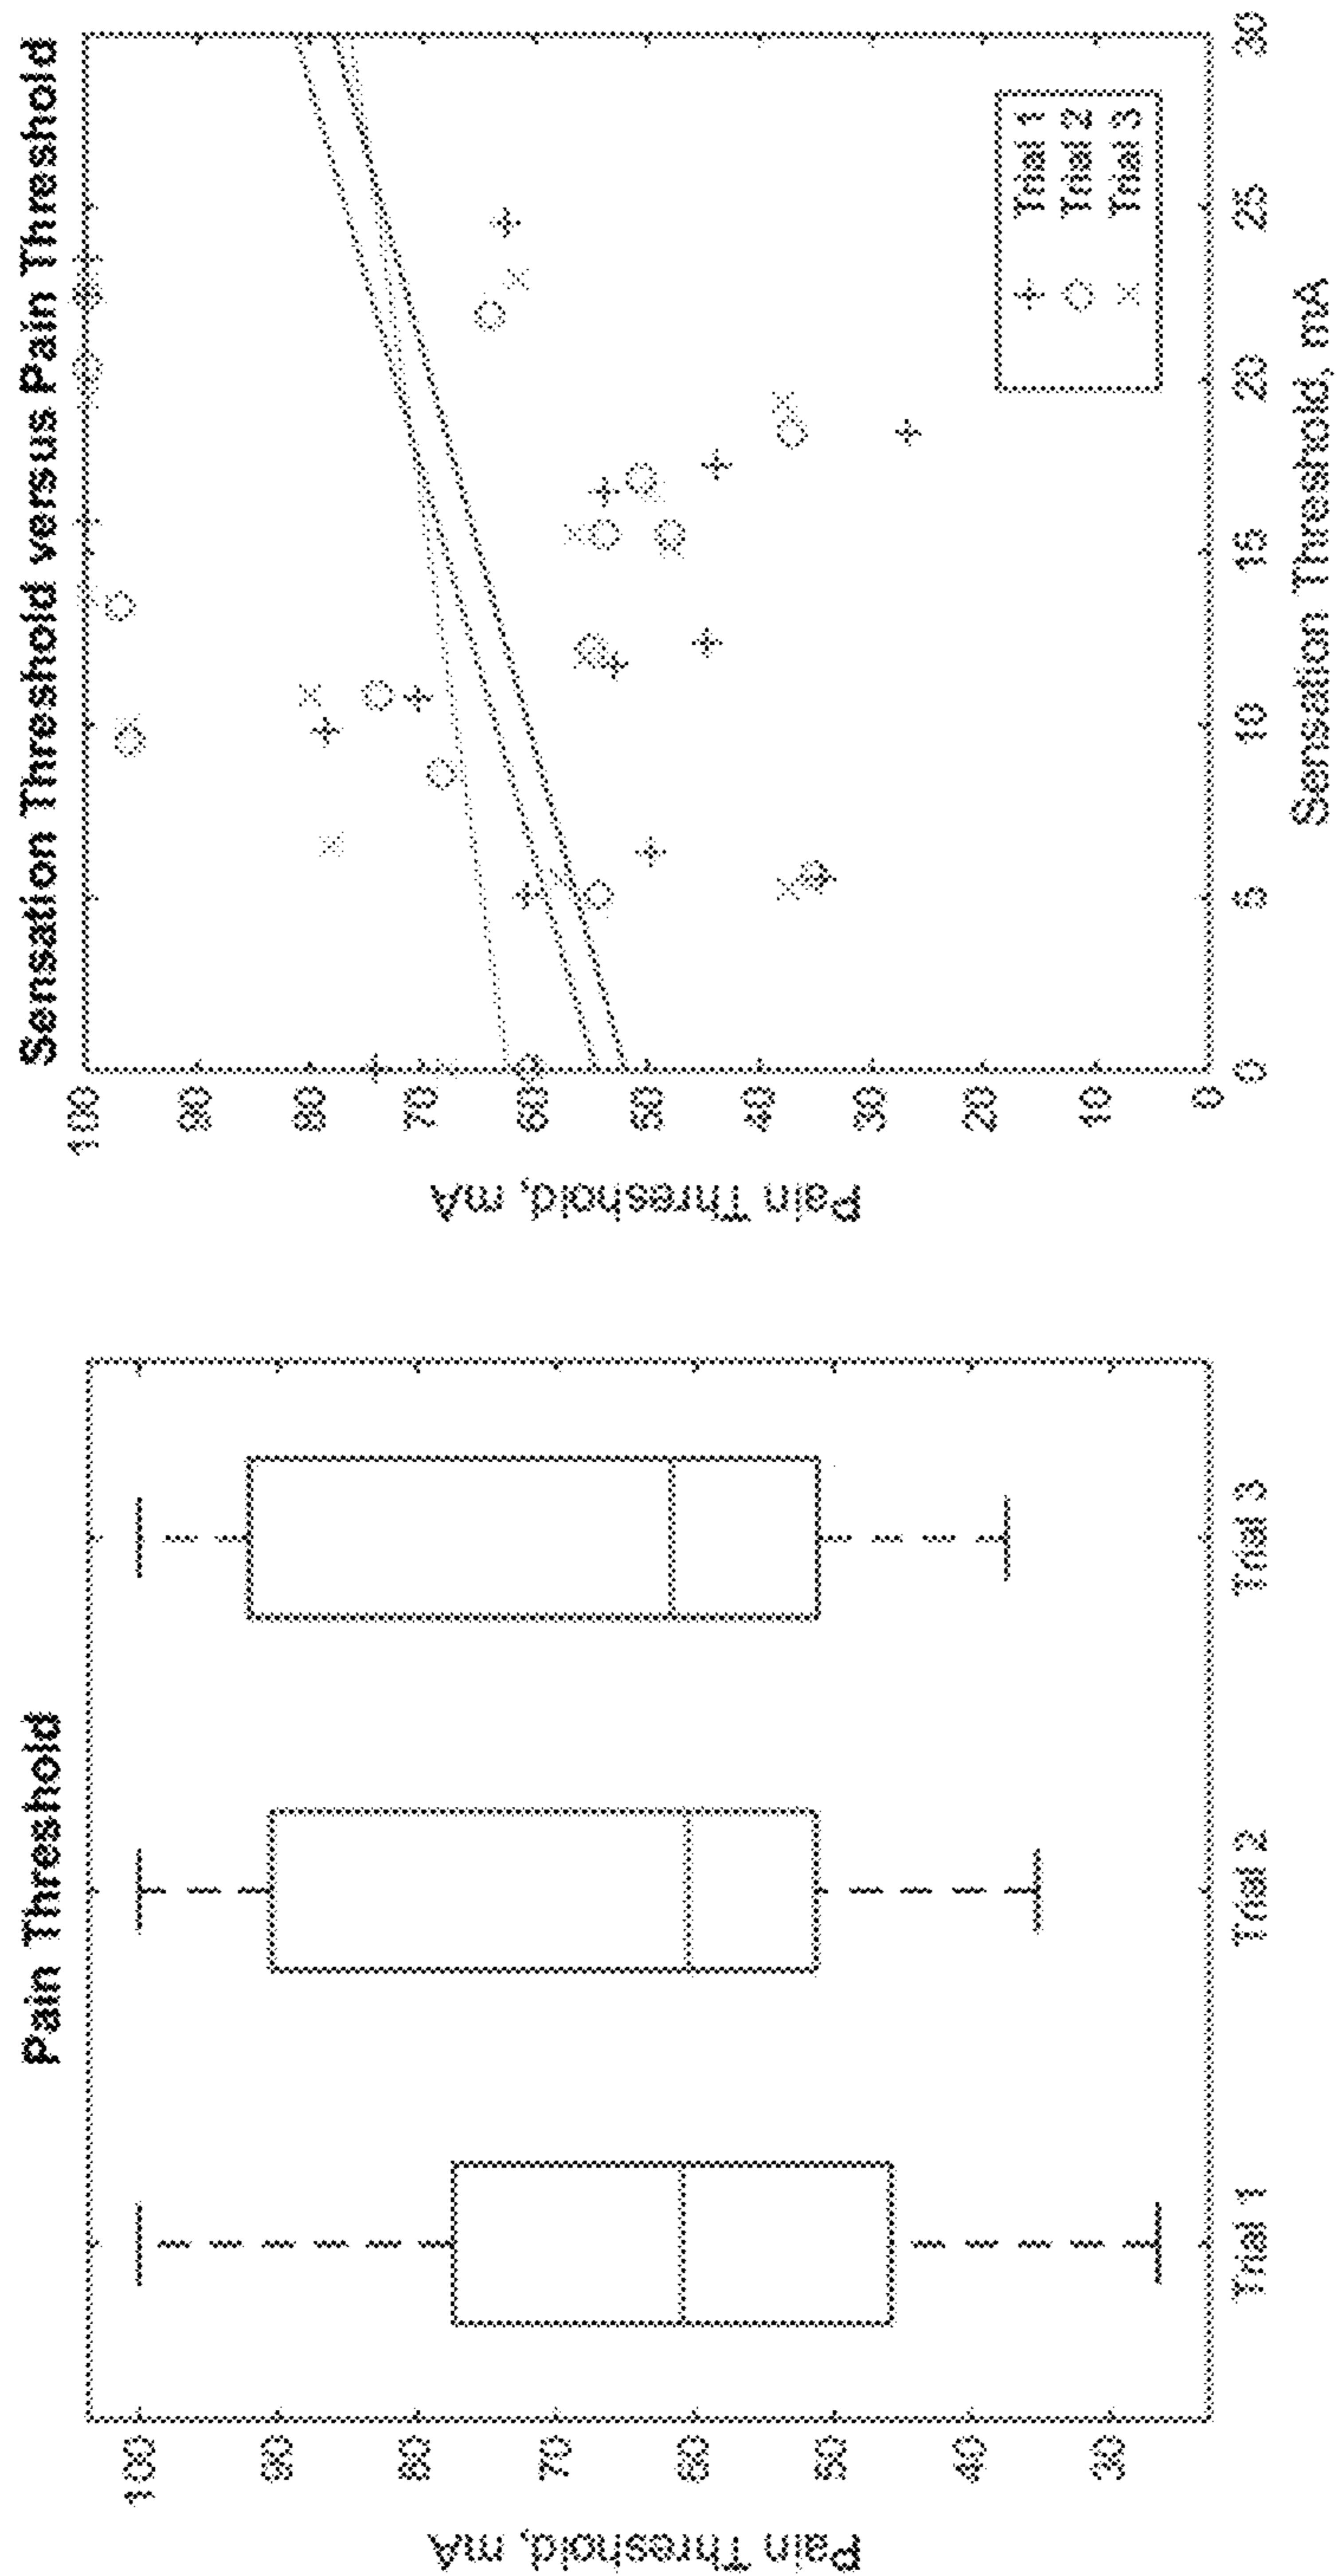 Pain Threshold
Pain Threshold, mA
100
90
80
70
60
50
40
30
Trial 1
Trial 2
Trial 3
Sensation Threshold versus Pain Threshold
Pain Threshold, mA
100
90
80
70
60
50
40
30
20
10
0
0
5
10
15
20
25
30
Sensation Threshold, mA
Trial 1
Trial 2
Trial 3